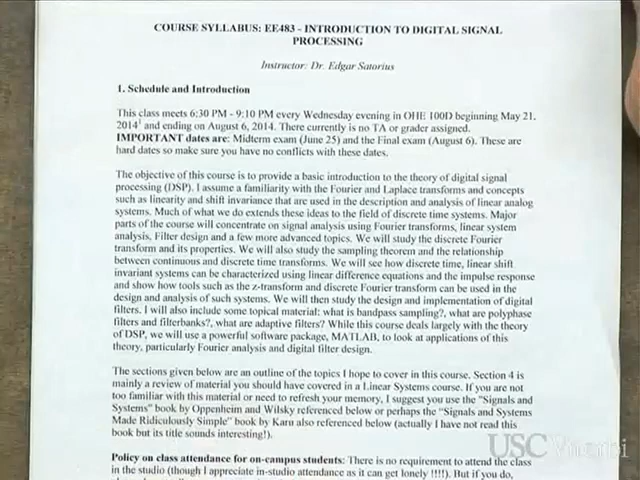 COURSE SYLLABUS: EE483 - INTRODUCTION TO DIGITAL SIGNAL
PROCESSING
Instructor: Dr. Edgar Satorius
1. Schedule and Introduction
This class meets 6:30 PM - 9:10 PM every Wednesday evening in OHE 100D beginning May 21,
2014¹ and ending on August 6, 2014. There currently is no TA or grader assigned.
IMPORTANT dates are: Midterm exam (June 25) and the Final exam (August 6). These are
hard dates so make sure you have no conflicts with these dates.
The objective of this course is to provide a basic introduction to the theory of digital signal
processing (DSP). I assume a familiarity with the Fourier and Laplace transforms and concepts
such as linearity and shift invariance that are used in the description and analysis of linear analog
systems. Much of what we do extends these ideas to the field of discrete time systems. Major
parts of the course will concentrate on signal analysis using Fourier transforms, linear system
analysis, Filter design and a few more advanced topics. We will study the discrete Fourier
transform and its properties. We will also study the sampling theorem and the relationship
between continuous and discrete time transforms. We will see how discrete time, linear shift
invariant systems can be characterized using linear difference equations and the impulse response
and show how tools such as the z-transform and discrete Fourier transform can be used in the
design and analysis of such systems. We will then study the design and implementation of digital
filters. I will also include some topical material: what is bandpass sampling?, what are polyphase
filters and filterbanks?, what are adaptive filters? While this course deals largely with the theory
of DSP, we will use a powerful software package, MATLAB, to look at applications of this
theory, particularly Fourier analysis and digital filter design.
The sections given below are an outline of the topics I hope to cover in this course. Section 4 is
mainly a review of material you should have covered in a Linear Systems course. If you are not
too familiar with this material or need to refresh your memory, I suggest you use the "Signals and
Systems" book by Oppenheim and Wilsky referenced below or perhaps the "Signals and Systems
Made Ridiculously Simple" book by Karu also referenced below (actually I have not read this
book but its title sounds interesting!).
USC Viterbi
Policy on class attendance for on-campus students: There is no requirement to attend the class
in the studio (though I appreciate in-studio attendance as it can get lonely !!!!). But if you do,